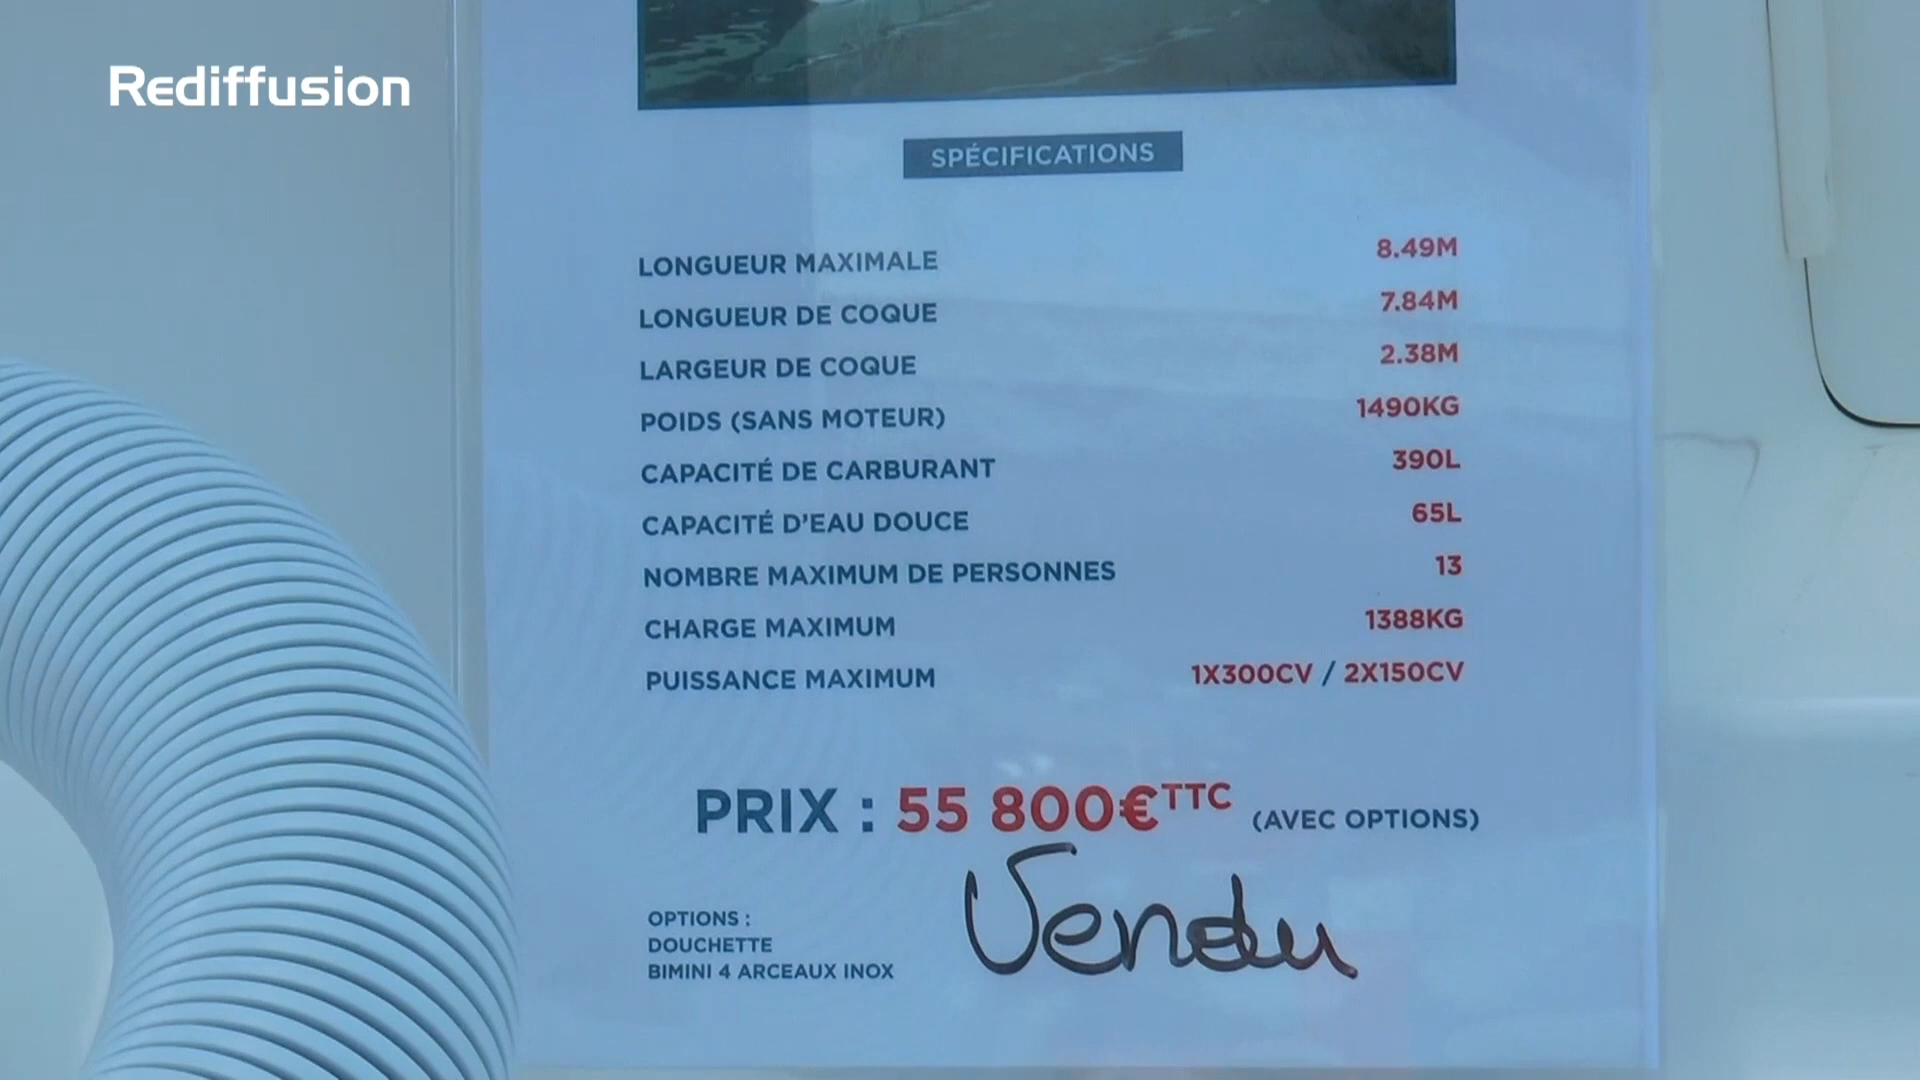 Rediffusion
SPÉCIFICATIONS
LONGUEUR MAXIMALE 8.49M
LONGUEUR DE COQUE 7.84M
LARGEUR DE COQUE 2.38M
POIDS (SANS MOTEUR) 1490KG
CAPACITÉ DE CARBURANT 390L
CAPACITÉ D'EAU DOUCE 65L
NOMBRE MAXIMUM DE PERSONNES 13
CHARGE MAXIMUM 1388KG
PUISSANCE MAXIMUM 1X300CV / 2X150CV
PRIX : 55 800€TTC (AVEC OPTIONS)
Vendu
OPTIONS :
DOUCHETTE
BIMINI 4 ARCEAUX INOX